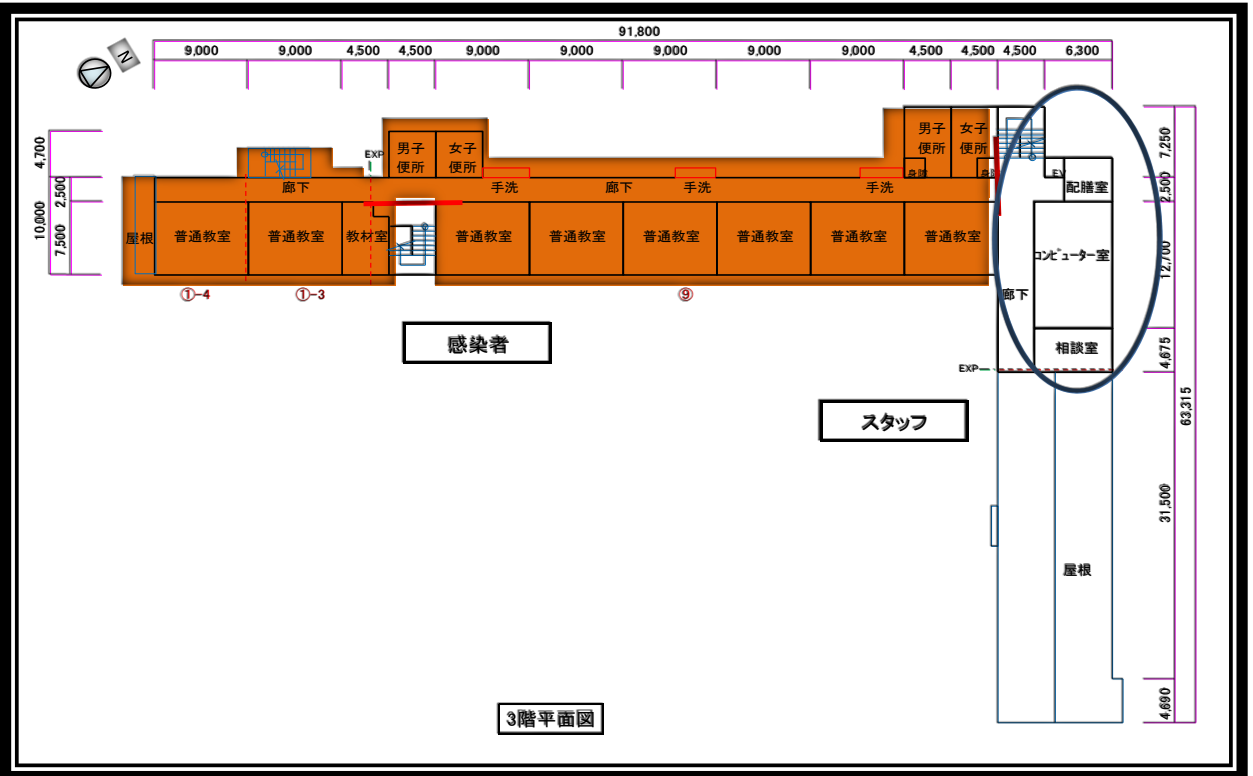 91,800
9,000 9,000 4,500 4,500 9,000 9,000 9,000 9,000 9,000 4,500 4,500 4,500 6,300
N
EXP
男子
便所
女子
便所
男子
便所
女子
便所
身障
EV
配膳室
廊下 手洗 廊下 手洗 手洗
屋根 普通教室 普通教室 教材室 普通教室 普通教室 普通教室 普通教室 普通教室 普通教室
コンピューター室
廊下
相談室
EXP
①-4 ①-3 ⑨
感染者
スタッフ
屋根
3階平面図
4,700
2,500
10,000
7,500
7,250
2,500
12,700
4,675
63,315
31,500
4,690